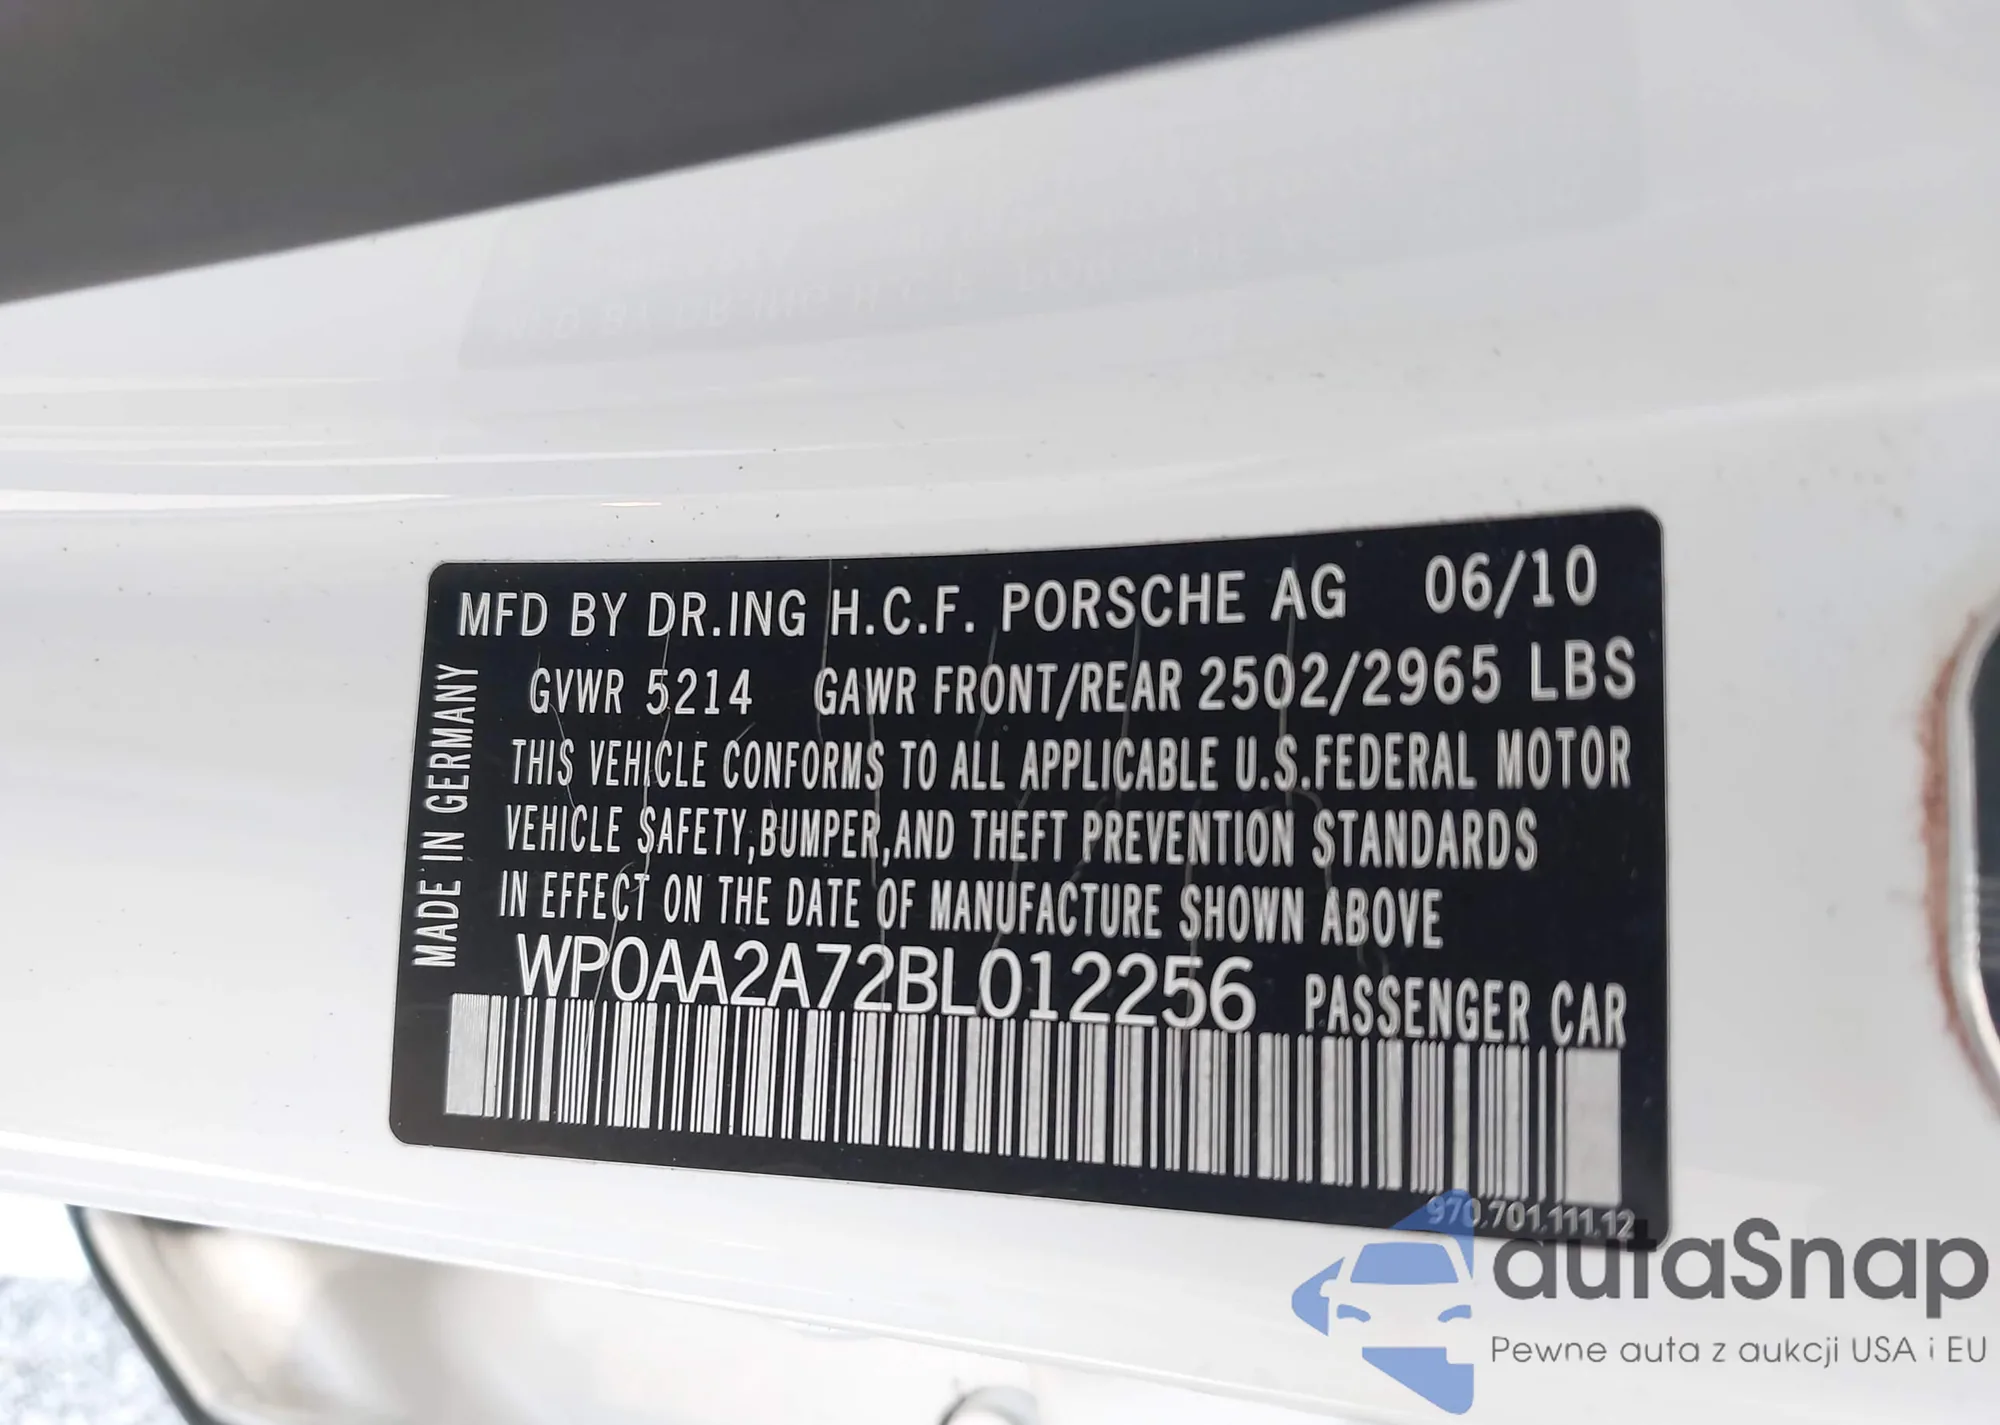 MFD BY DR.ING H.C.F. PORSCHE AG 06/10
GVWR 5214 GAWR FRONT/REAR 2502/2965 LBS
THIS VEHICLE CONFORMS TO ALL APPLICABLE U.S.FEDERAL MOTOR
VEHICLE SAFETY,BUMPER,AND THEFT PREVENTION STANDARDS
IN EFFECT ON THE DATE OF MANUFACTURE SHOWN ABOVE
WP0AA2A72BL012256 PASSENGER CAR
MADE IN GERMANY
970.701.111.12
autaSnap
Pewne auta z aukcji USA i EU